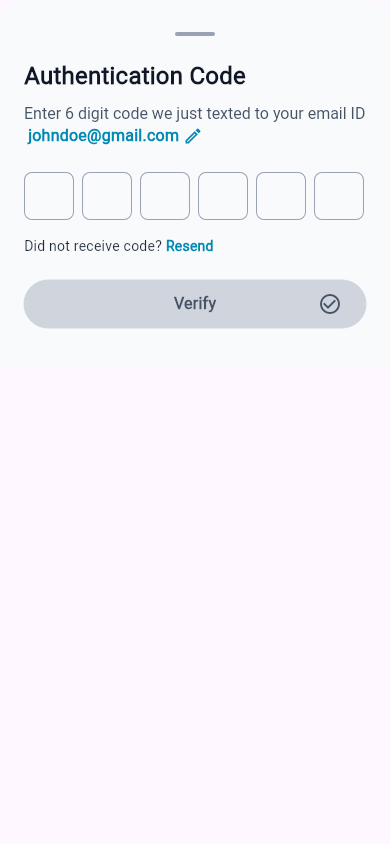 Authentication Code
Enter 6 digit code we just texted to your email ID
johndoe@gmail.com
Did not receive code? Resend
Verify